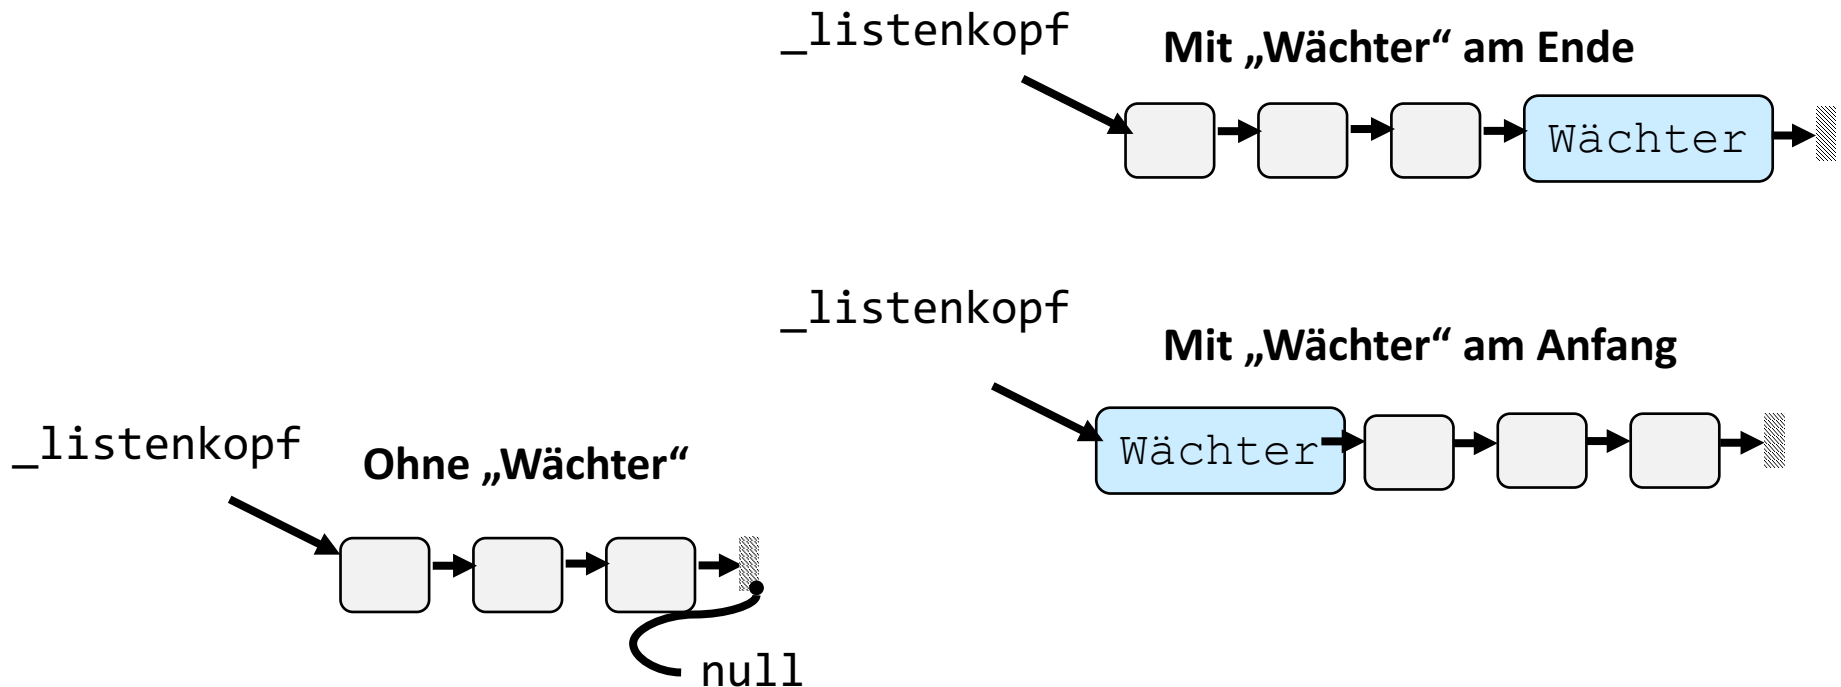 _listenkopf
Mit „Wächter“ am Ende
Wächter
_listenkopf
Mit „Wächter“ am Anfang
Wächter
_listenkopf
Ohne „Wächter“
null